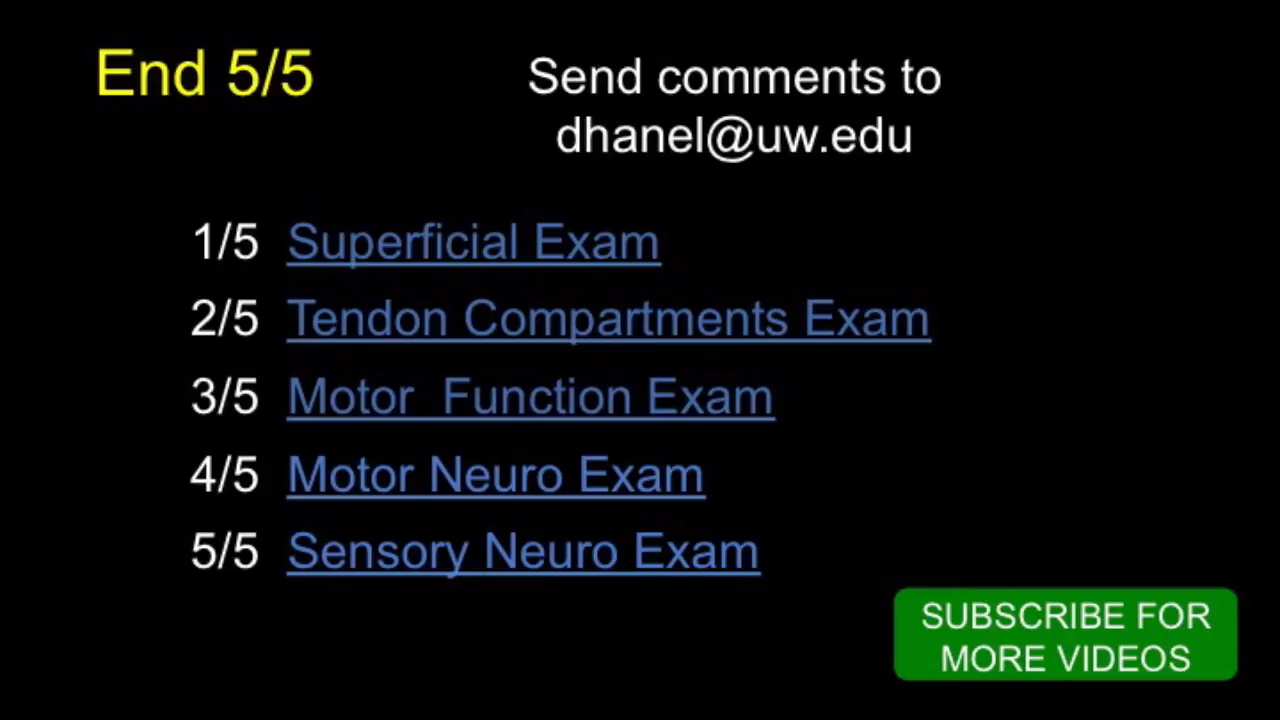 End 5/5
Send comments to
dhanel@uw.edu
1/5 Superficial Exam
2/5 Tendon Compartments Exam
3/5 Motor  Function Exam
4/5 Motor Neuro Exam
5/5 Sensory Neuro Exam
SUBSCRIBE FOR
MORE VIDEOS